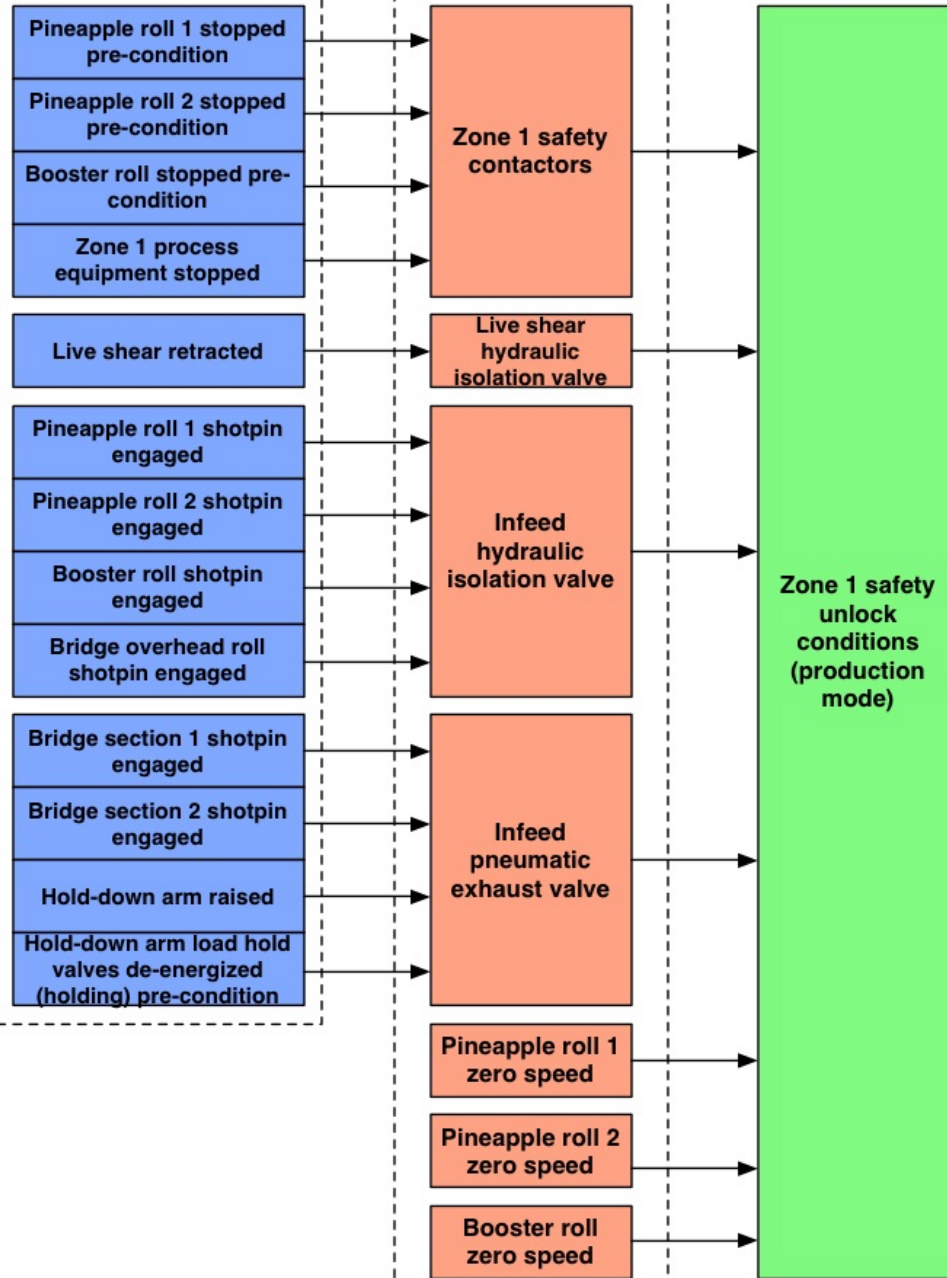 Pineapple roll 1 stopped
pre-condition
Pineapple roll 2 stopped
pre-condition
Booster roll stopped pre-
condition
Zone 1 process
equipment stopped
Live shear retracted
Pineapple roll 1 shotpin
engaged
Pineapple roll 2 shotpin
engaged
Booster roll shotpin
engaged
Bridge overhead roll
shotpin engaged
Bridge section 1 shotpin
engaged
Bridge section 2 shotpin
engaged
Hold-down arm raised
Hold-down arm load hold
valves de-energized
(holding) pre-condition
Zone 1 safety
contactors
Live shear
hydraulic
isolation valve
Infeed
hydraulic
isolation valve
Infeed
pneumatic
exhaust valve
Pineapple roll 1
zero speed
Pineapple roll 2
zero speed
Booster roll
zero speed
Zone 1 safety
unlock
conditions
(production
mode)